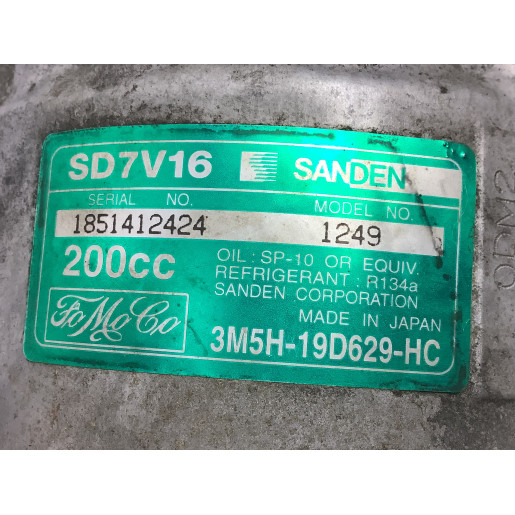 SD7V16 SANDEN
SERIAL NO. MODEL NO.
1851412424 1249
200cc
OIL : SP-10 OR EQUIV.
REFRIGERANT : R134a
SANDEN CORPORATION
MADE IN JAPAN
FoMoCo
3M5H-19D629-HC